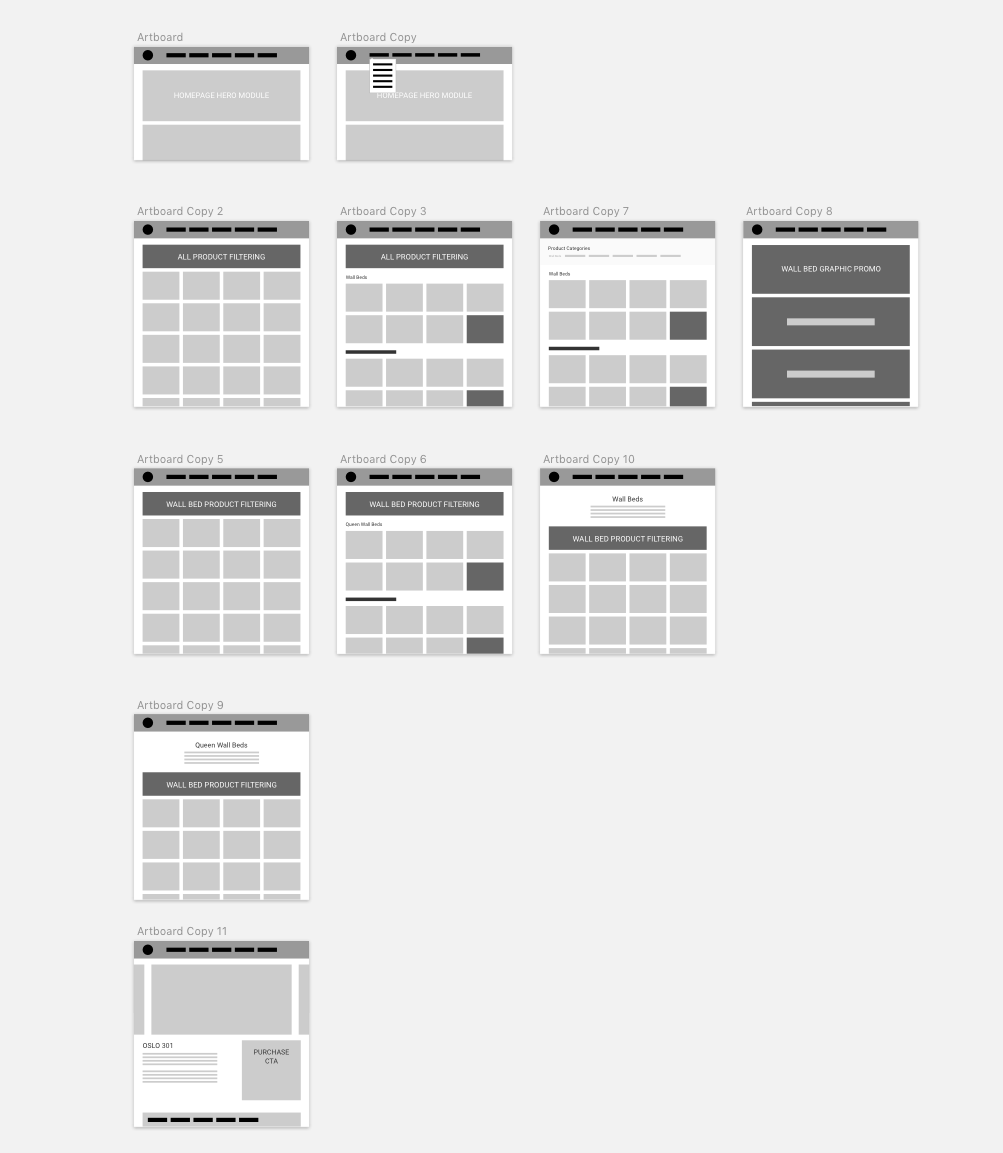 Artboard
Artboard Copy
HOMEPAGE HERO MODULE
HOMEPAGE HERO MODULE
Artboard Copy 2
Artboard Copy 3
Artboard Copy 7
Artboard Copy 8
ALL PRODUCT FILTERING
ALL PRODUCT FILTERING
Wall Beds
Product Categories
Wall Beds
WALL BED GRAPHIC PROMO
Artboard Copy 5
Artboard Copy 6
Artboard Copy 10
WALL BED PRODUCT FILTERING
WALL BED PRODUCT FILTERING
Queen Wall Beds
Wall Beds
WALL BED PRODUCT FILTERING
Artboard Copy 9
Queen Wall Beds
WALL BED PRODUCT FILTERING
Artboard Copy 11
OSLO 301
PURCHASE
CTA